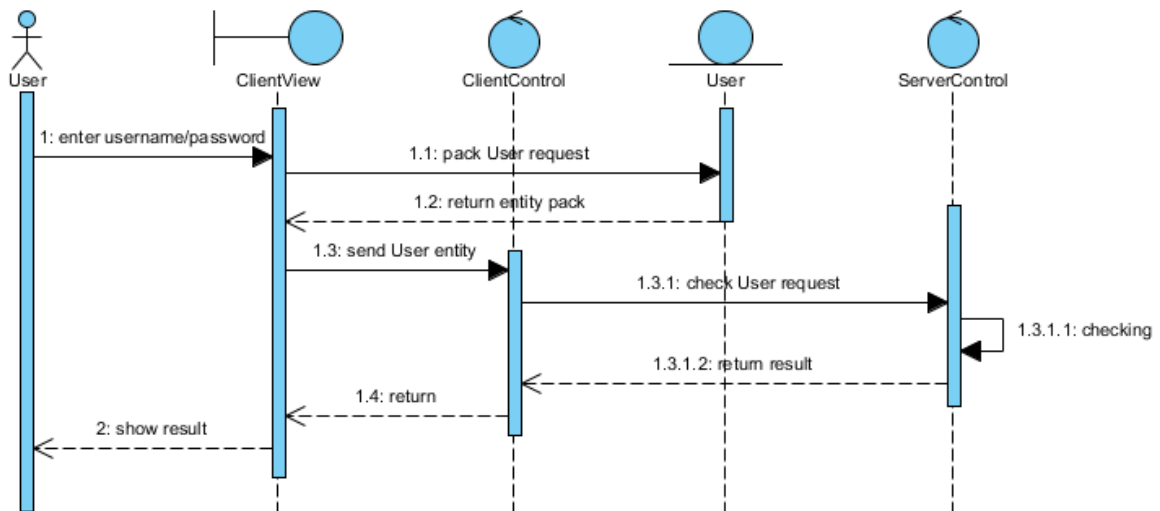 User
ClientView
ClientControl
User
ServerControl
1: enter username/password
1.1: pack User request
1.2: return entity pack
1.3: send User entity
1.3.1: check User request
1.3.1.1: checking
1.3.1.2: return result
1.4: return
2: show result